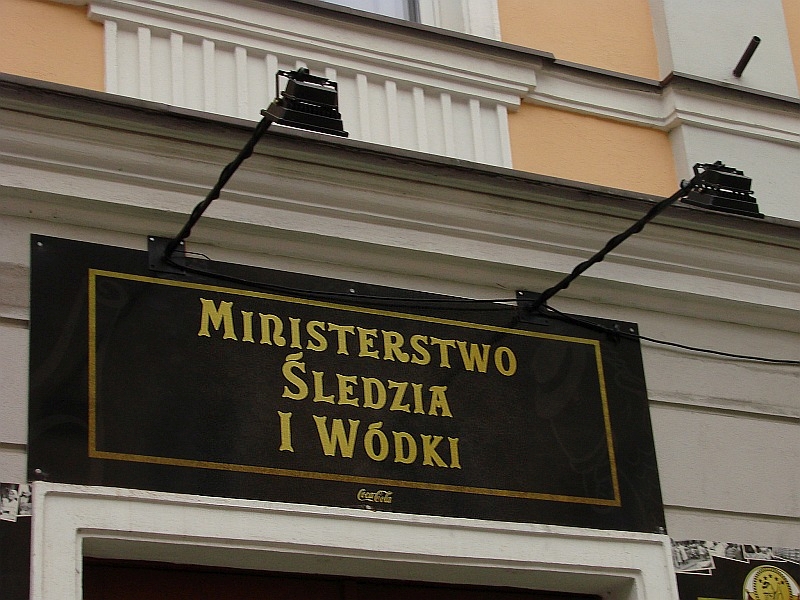 Ministerstwo
Śledzia
i Wódki
Coca-Cola